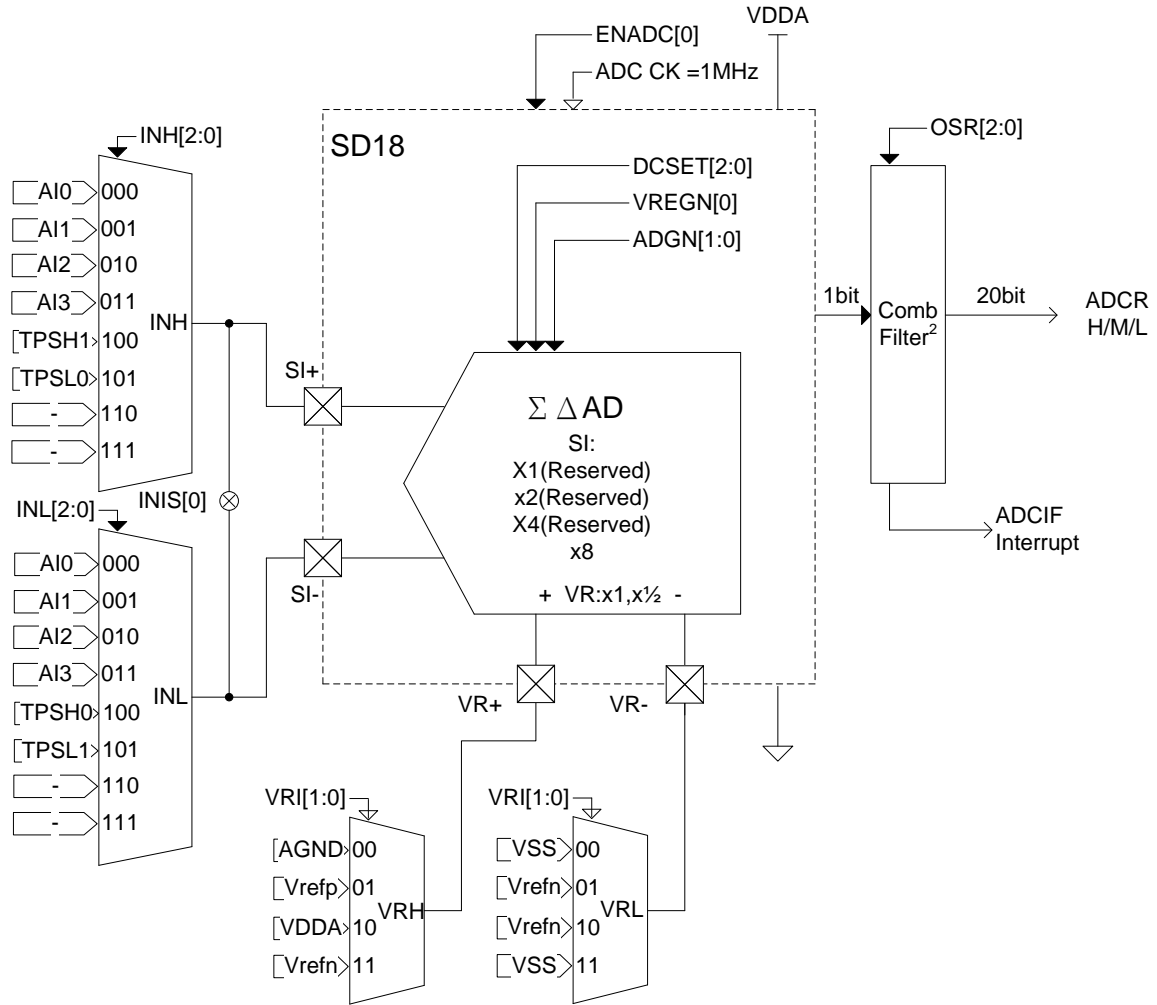 VDDA
ENADC[0]
ADC CK =1MHz
INH[2:0]
OSR[2:0]
SD18
DCSET[2:0]
VREGN[0]
ADGN[1:0]
AI0 000
AI1 001
AI2 010
AI3 011
TPSH1 100
TPSL0 101
- 110
- 111
INH
SI+
1bit
Comb
Filter2
20bit
ADCR
H/M/L
Σ Δ AD
SI:
X1(Reserved)
x2(Reserved)
X4(Reserved)
x8
+ VR:x1,x½ -
INIS[0]
INL[2:0]
ADCIF
Interrupt
AI0 000
AI1 001
AI2 010
AI3 011
TPSH0 100
TPSL1 101
- 110
- 111
INL
SI-
VR+
VR-
VRI[1:0]
AGND 00
Vrefp 01
VDDA 10
Vrefn 11
VRH
VRI[1:0]
VSS 00
Vrefn 01
Vrefn 10
VSS 11
VRL